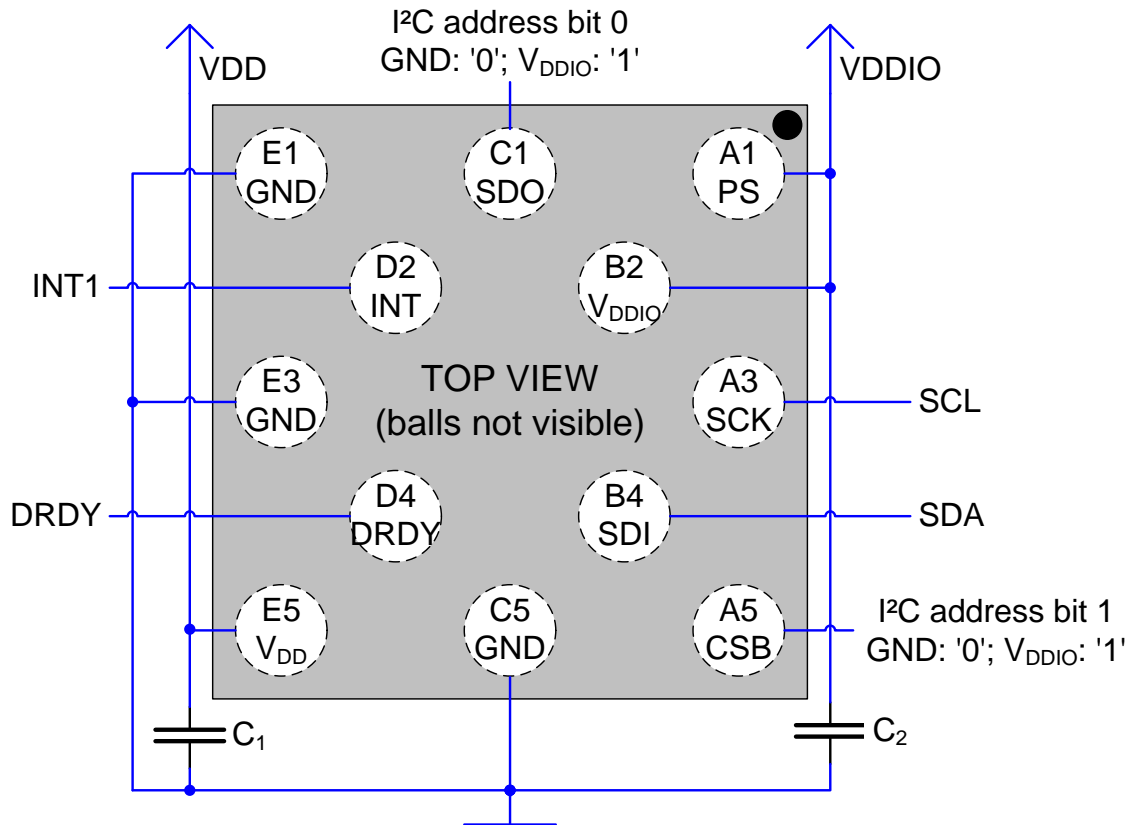 I²C address bit 0
GND: '0'; VDDIO: '1'
VDD
VDDIO
E1
GND
C1
SDO
A1
PS
INT1
D2
INT
B2
VDDIO
TOP VIEW
(balls not visible)
E3
GND
A3
SCK
SCL
DRDY
D4
DRDY
B4
SDI
SDA
E5
VDD
C5
GND
A5
CSB
I²C address bit 1
GND: '0'; VDDIO: '1'
C1
C2